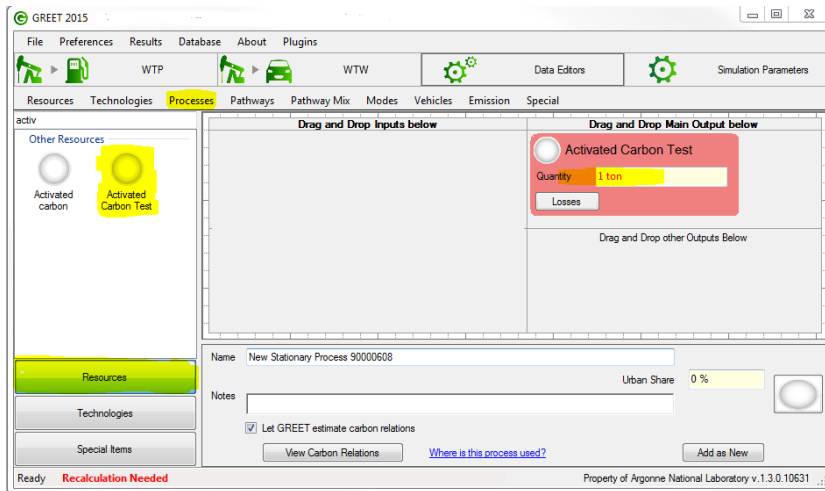 GREET 2015
File Preferences Results Database About Plugins
WTP WTW Data Editors Simulation Parameters
Resources Technologies Processes Pathways Pathway Mix Modes Vehicles Emission Special
activ
Other Resources
Activated carbon
Activated Carbon Test
Drag and Drop Inputs below
Drag and Drop Main Output below
Activated Carbon Test
Quantity 1 ton
Losses
Drag and Drop other Outputs Below
Resources
Technologies
Special Items
Name New Stationary Process 90000608
Urban Share 0 %
Notes
Let GREET estimate carbon relations
View Carbon Relations Where is this process used? Add as New
Ready Recalculation Needed Property of Argonne National Laboratory v.1.3.0.10631